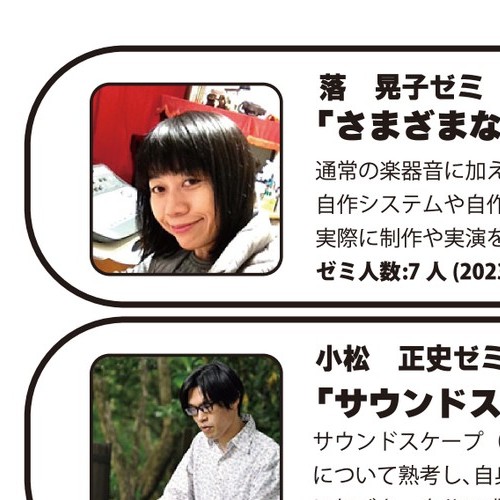 落　晃子ゼミ
「さまざまな
通常の楽器音に加え
自作システムや自作
実際に制作や実演を
ゼミ人数:7 人 (2023
小松　正史ゼミ
「サウンドス
サウンドスケープ（
について熟考し、自身